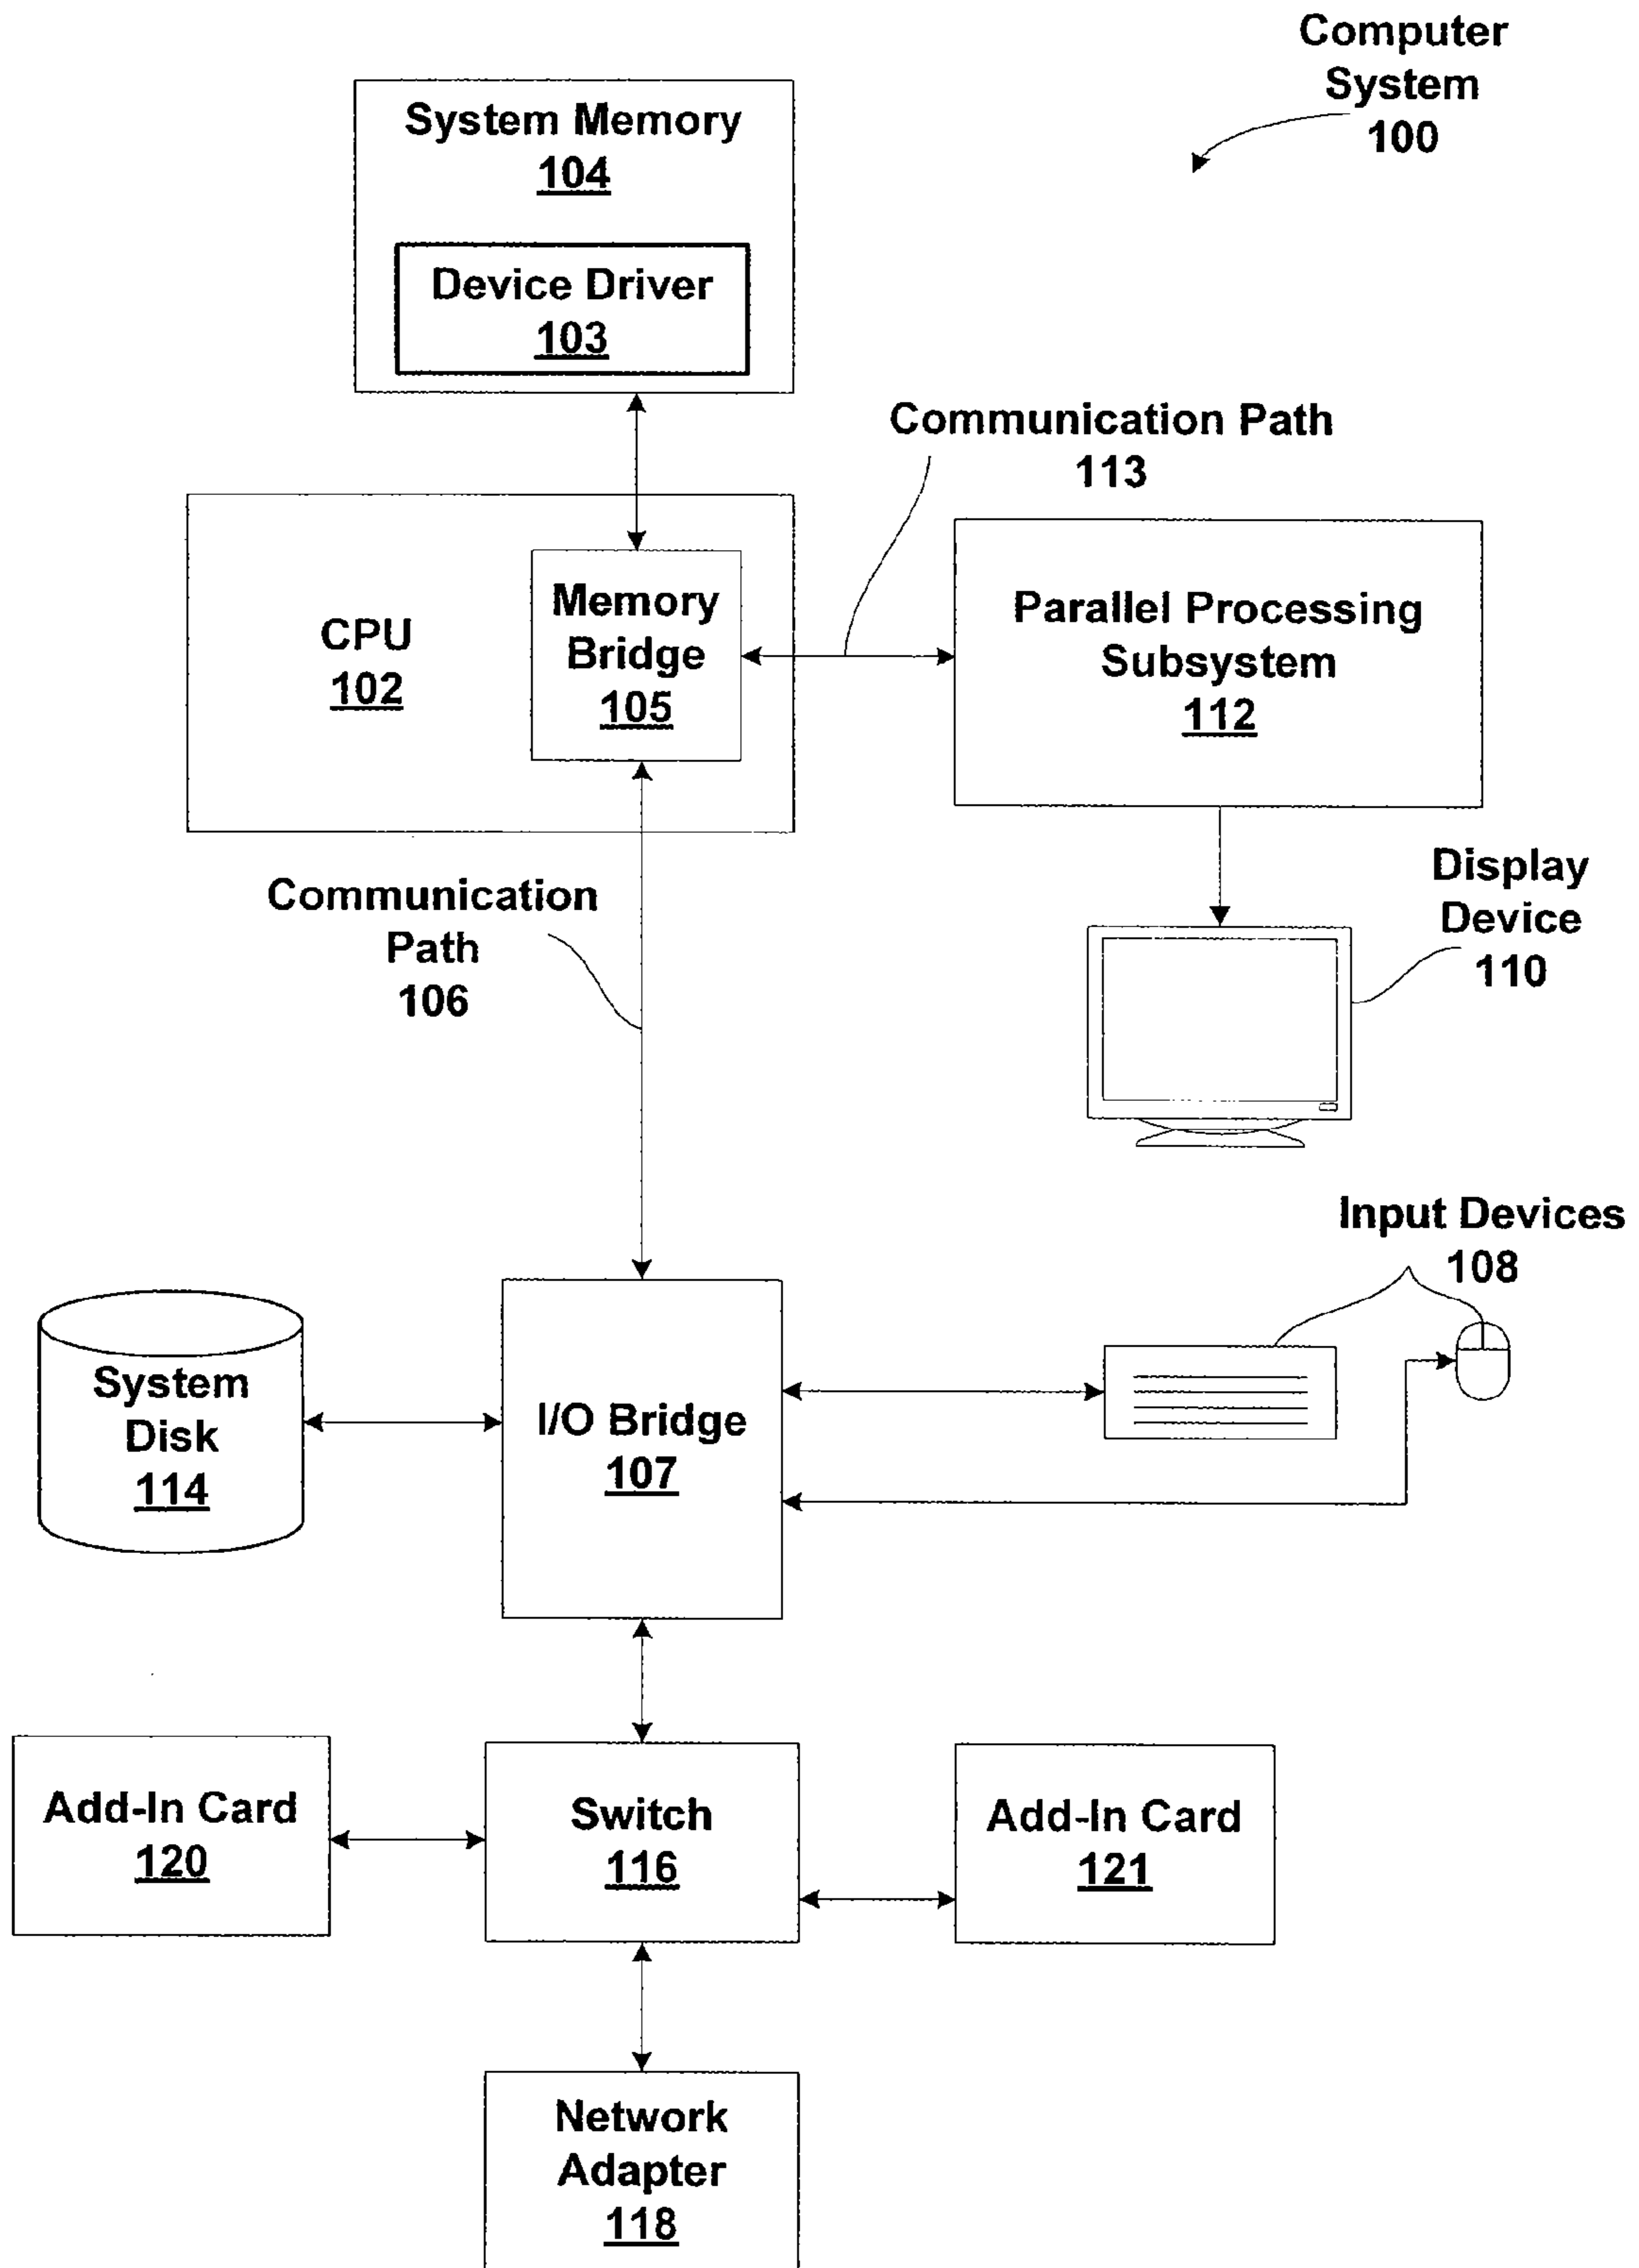 Computer
System
100
System Memory
104
Device Driver
103
Communication Path
113
CPU
102
Memory
Bridge
105
Parallel Processing
Subsystem
112
Communication
Path
106
Display
Device
110
Input Devices
108
System
Disk
114
I/O Bridge
107
Add-In Card
120
Switch
116
Add-In Card
121
Network
Adapter
118